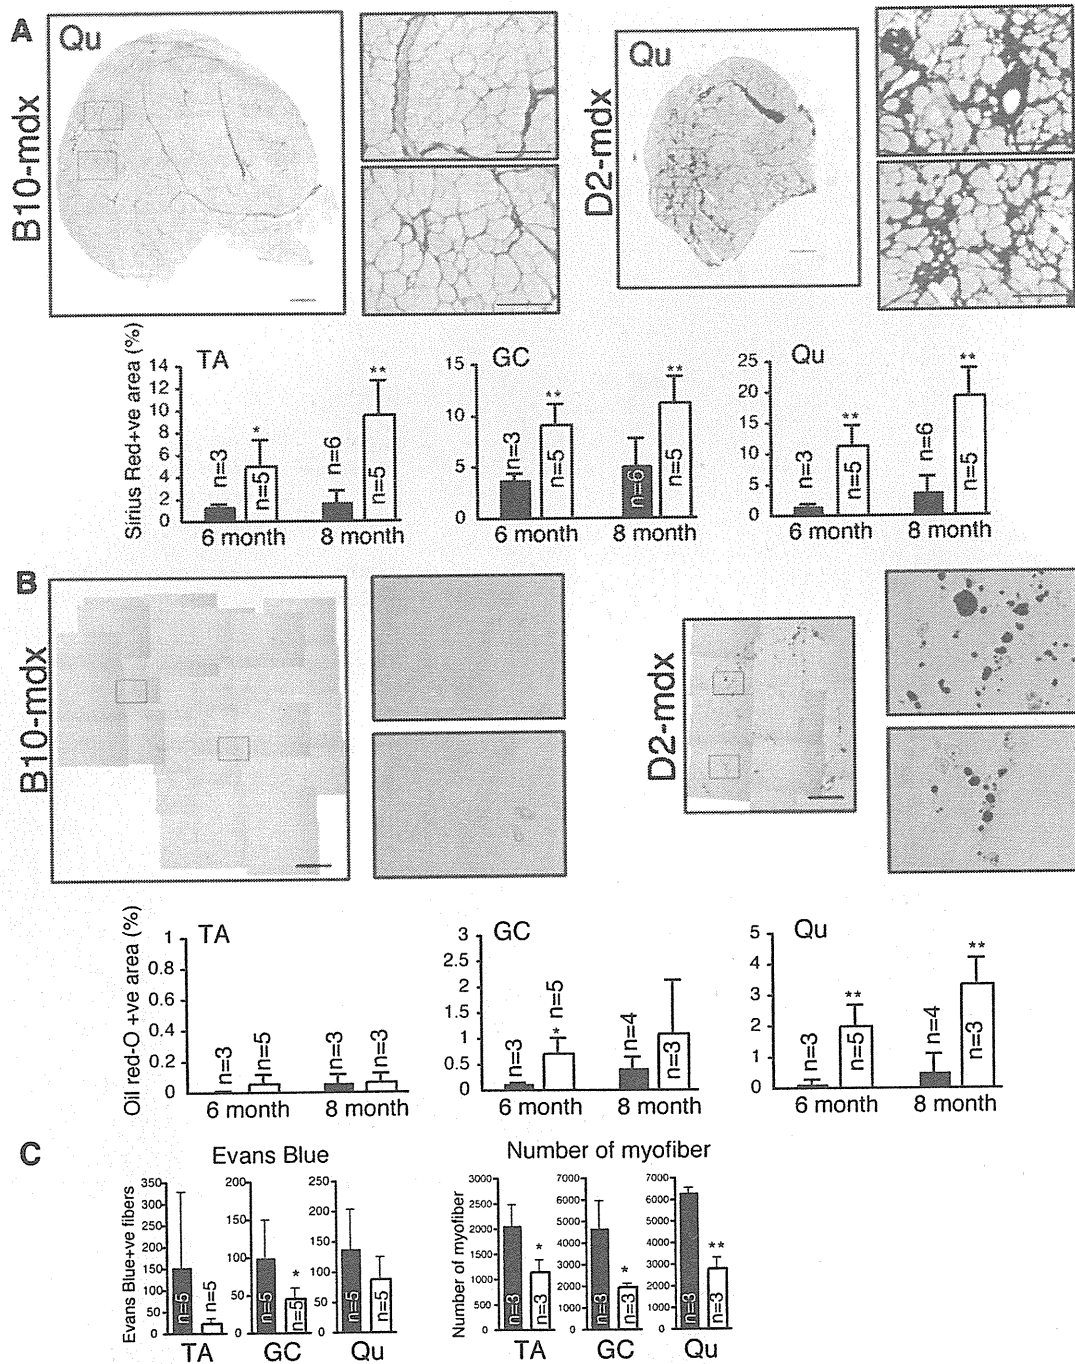 A
Qu
Qu
B10-mdx
D2-mdx
Sirius Red+ve area (%)
TA
14
12
10
8
6
4
2
0
n=3
*
n=5
n=6
**
n=5
6 month
8 month
GC
15
10
5
0
n=3
**
n=5
n=6
**
n=5
6 month
8 month
Qu
25
20
15
10
5
0
n=3
**
n=5
n=6
**
n=5
6 month
8 month
B
B10-mdx
D2-mdx
Oil red-O +ve area (%)
TA
1
0.8
0.6
0.4
0.2
0
n=3
n=5
n=3
n=3
6 month
8 month
GC
3
2.5
2
1.5
1
0.5
0
n=3
*
n=5
n=4
n=3
6 month
8 month
Qu
5
4
3
2
1
0
n=3
**
n=5
n=4
**
n=3
6 month
8 month
C
Evans Blue
Evans Blue+ve fibers
350
300
250
200
150
100
50
0
n=5
n=5
TA
200
150
100
50
0
n=5
*
n=5
GC
250
200
150
100
50
0
n=5
n=5
Qu
Number of myofiber
Number of myofiber
3000
2500
2000
1500
1000
500
0
n=3
*
n=3
TA
7000
6000
5000
4000
3000
2000
1000
0
n=3
*
n=3
GC
7000
6000
5000
4000
3000
2000
1000
0
n=3
**
n=3
Qu